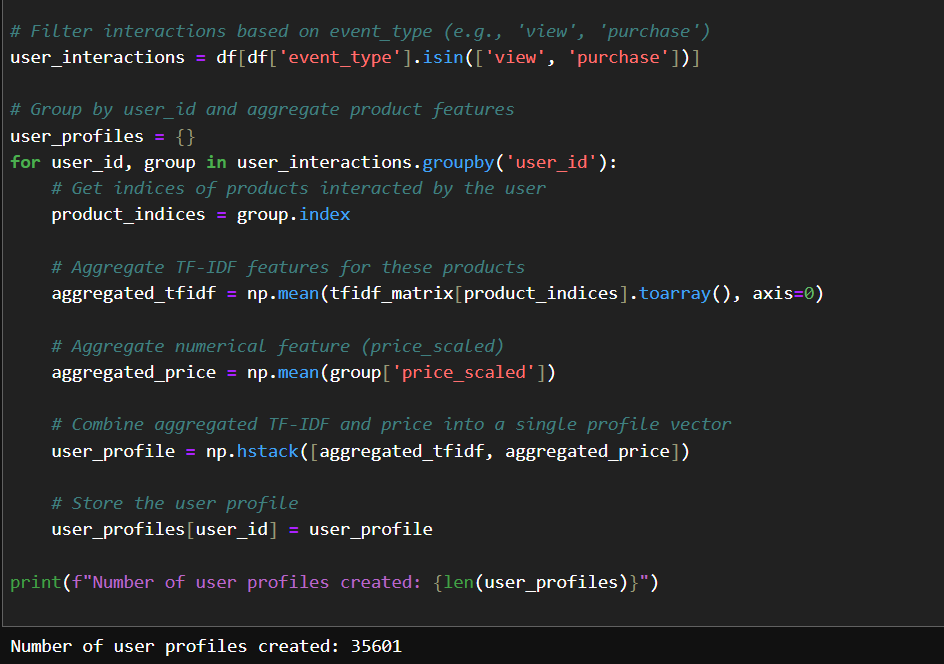 # Filter interactions based on event_type (e.g., 'view', 'purchase')
user_interactions = df[df['event_type'].isin(['view', 'purchase'])]
# Group by user_id and aggregate product features
user_profiles = {}
for user_id, group in user_interactions.groupby('user_id'):
    # Get indices of products interacted by the user
    product_indices = group.index
    # Aggregate TF-IDF features for these products
    aggregated_tfidf = np.mean(tfidf_matrix[product_indices].toarray(), axis=0)
    # Aggregate numerical feature (price_scaled)
    aggregated_price = np.mean(group['price_scaled'])
    # Combine aggregated TF-IDF and price into a single profile vector
    user_profile = np.hstack([aggregated_tfidf, aggregated_price])
    # Store the user profile
    user_profiles[user_id] = user_profile
print(f"Number of user profiles created: {len(user_profiles)}")
Number of user profiles created: 35601